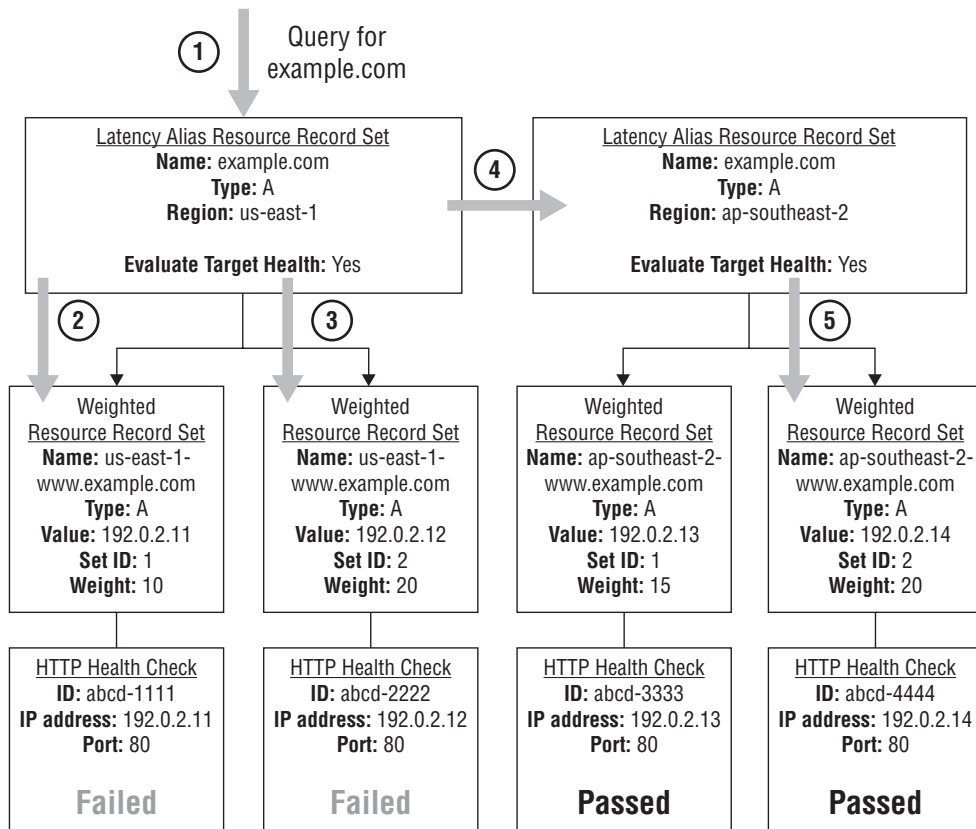 1
Query for
example.com
Latency Alias Resource Record Set
Name: example.com
Type: A
Region: us-east-1
Evaluate Target Health: Yes
4
Latency Alias Resource Record Set
Name: example.com
Type: A
Region: ap-southeast-2
Evaluate Target Health: Yes
2
3
5
Weighted
Resource Record Set
Name: us-east-1-
www.example.com
Type: A
Value: 192.0.2.11
Set ID: 1
Weight: 10
Weighted
Resource Record Set
Name: us-east-1-
www.example.com
Type: A
Value: 192.0.2.12
Set ID: 2
Weight: 20
Weighted
Resource Record Set
Name: ap-southeast-2-
www.example.com
Type: A
Value: 192.0.2.13
Set ID: 1
Weight: 15
Weighted
Resource Record Set
Name: ap-southeast-2-
www.example.com
Type: A
Value: 192.0.2.14
Set ID: 2
Weight: 20
HTTP Health Check
ID: abcd-1111
IP address: 192.0.2.11
Port: 80
Failed
HTTP Health Check
ID: abcd-2222
IP address: 192.0.2.12
Port: 80
Failed
HTTP Health Check
ID: abcd-3333
IP address: 192.0.2.13
Port: 80
Passed
HTTP Health Check
ID: abcd-4444
IP address: 192.0.2.14
Port: 80
Passed